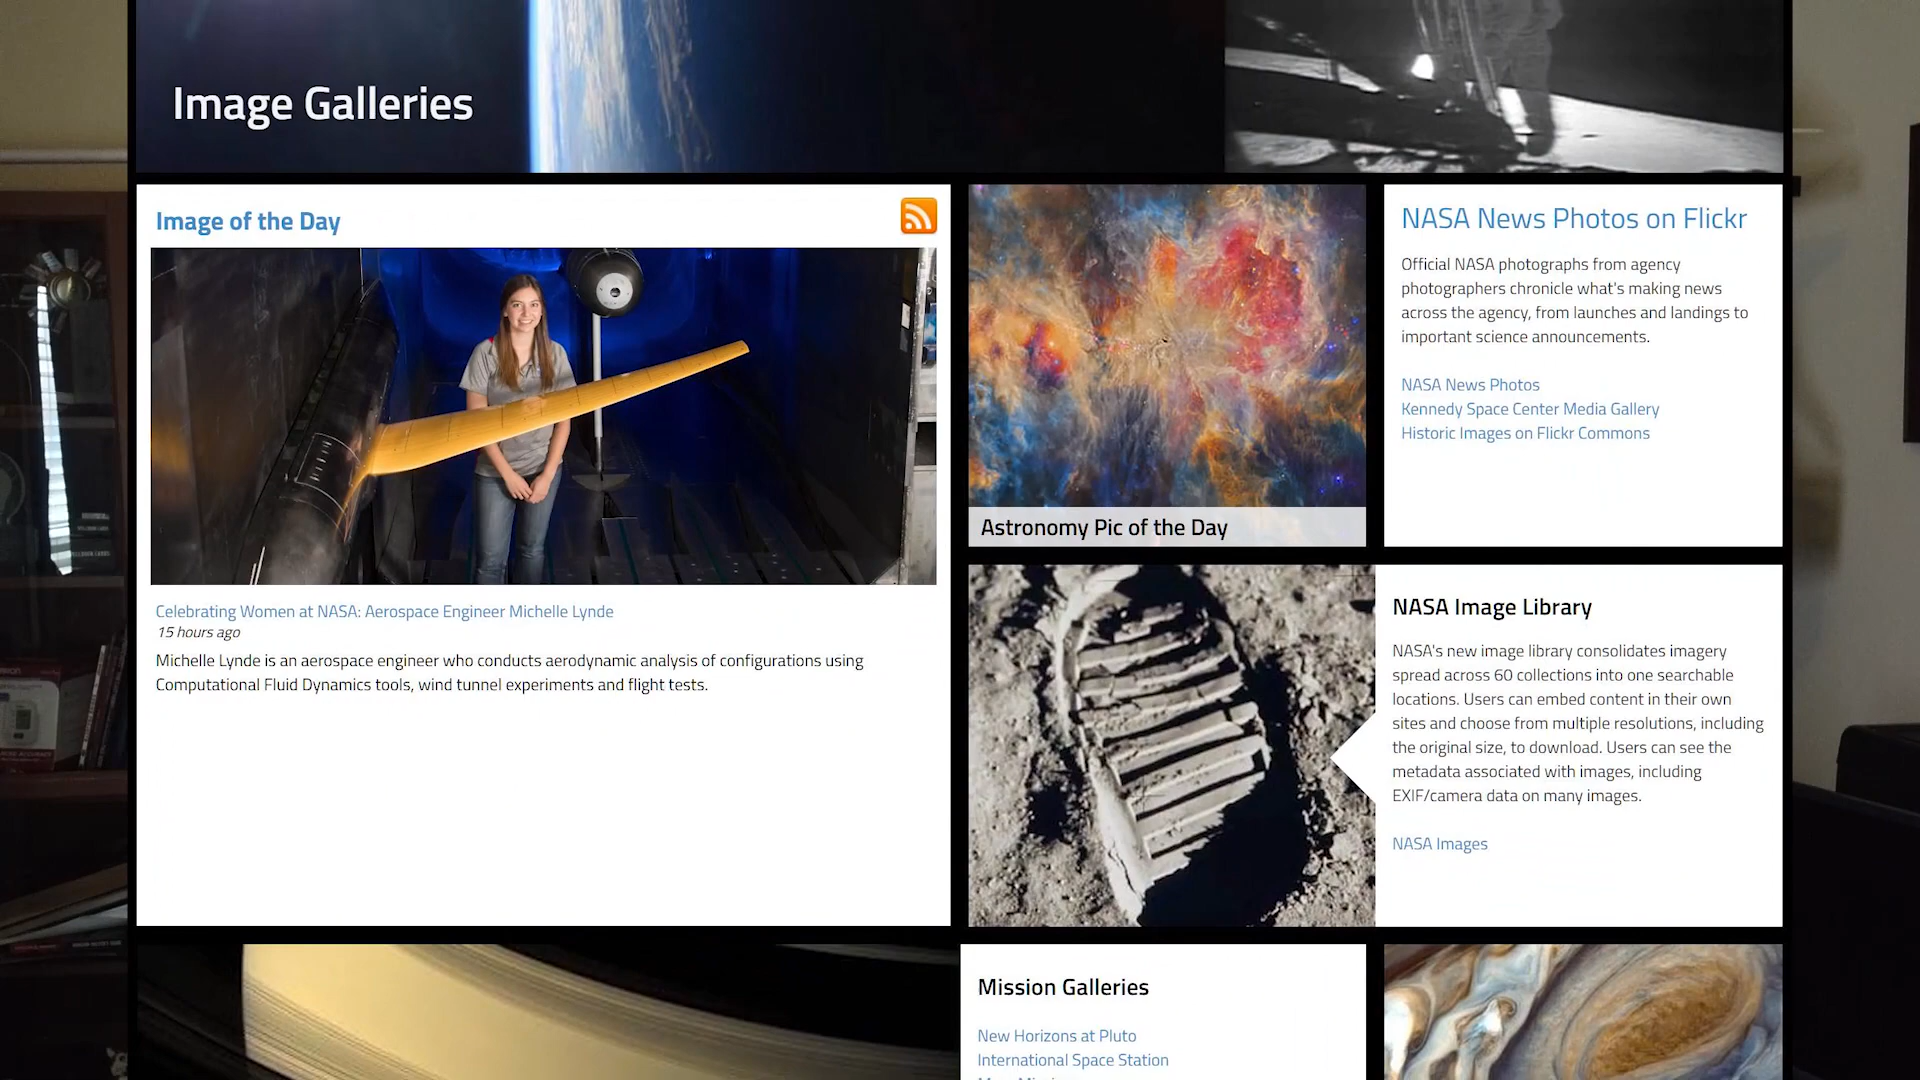 Image Galleries
Image of the Day
Celebrating Women at NASA: Aerospace Engineer Michelle Lynde
15 hours ago
Michelle Lynde is an aerospace engineer who conducts aerodynamic analysis of configurations using
Computational Fluid Dynamics tools, wind tunnel experiments and flight tests.
Astronomy Pic of the Day
NASA News Photos on Flickr
Official NASA photographs from agency
photographers chronicle what's making news
across the agency, from launches and landings to
important science announcements.
NASA News Photos
Kennedy Space Center Media Gallery
Historic Images on Flickr Commons
NASA Image Library
NASA's new image library consolidates imagery
spread across 60 collections into one searchable
locations. Users can embed content in their own
sites and choose from multiple resolutions, including
the original size, to download. Users can see the
metadata associated with images, including
EXIF/camera data on many images.
NASA Images
Mission Galleries
New Horizons at Pluto
International Space Station